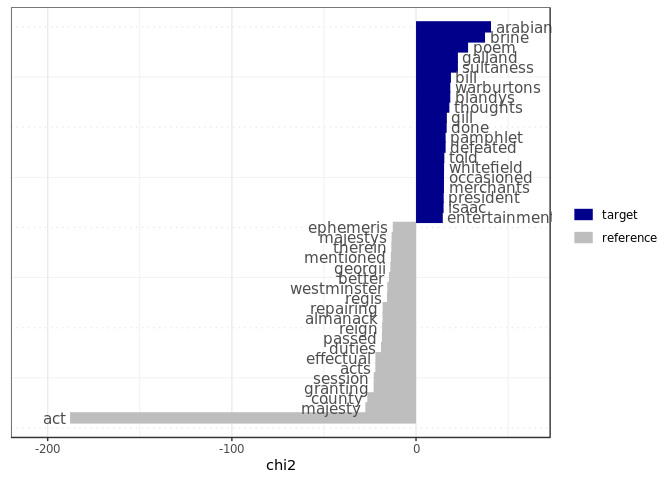 arabian
brine
poem
galland
sultaness
bill
warburtons
blandys
thoughts
gill
done
pamphlet
defeated
told
whitefield
occasioned
merchants
president
isaac
entertainment
ephemeris
majestys
therein
mentioned
georgii
better
westminster
regis
repairing
almanack
reign
passed
duties
effectual
acts
session
granting
county
majesty
act
target
reference
-200 -100 0
chi2